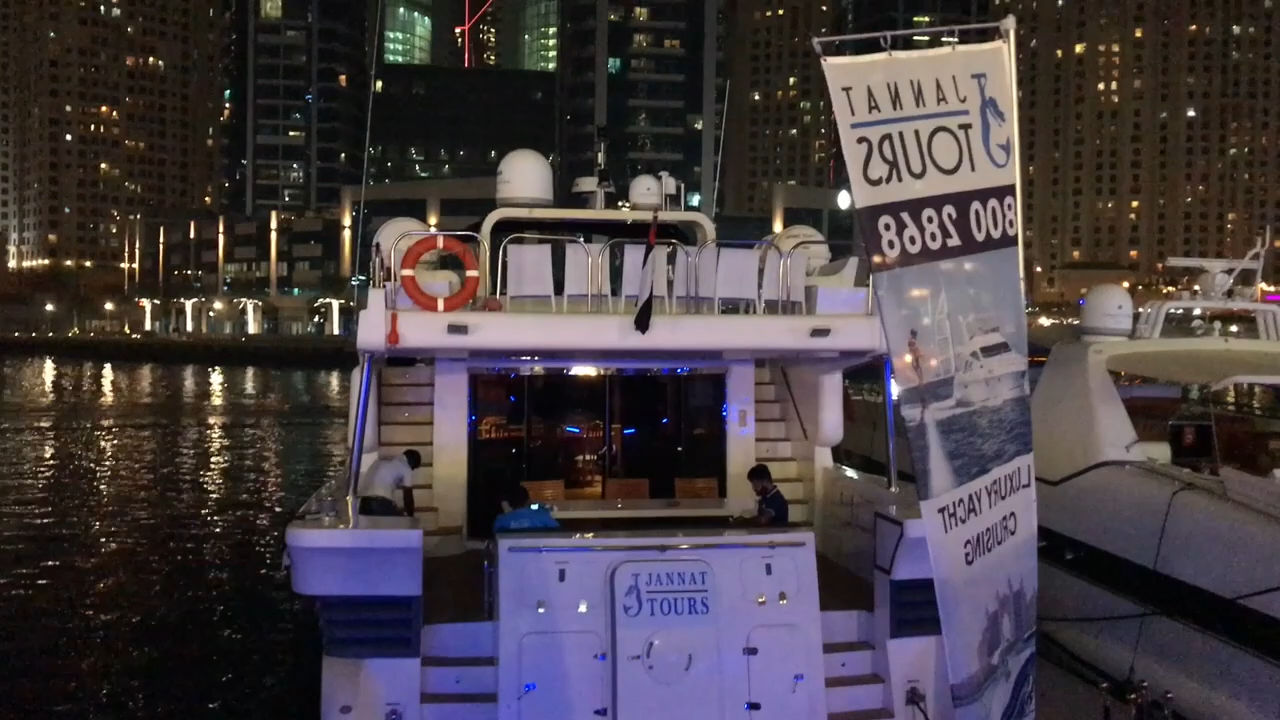 JANNAT
TOURS
800 2868
LUXURY YACHT
CRUISING
JANNAT
TOURS